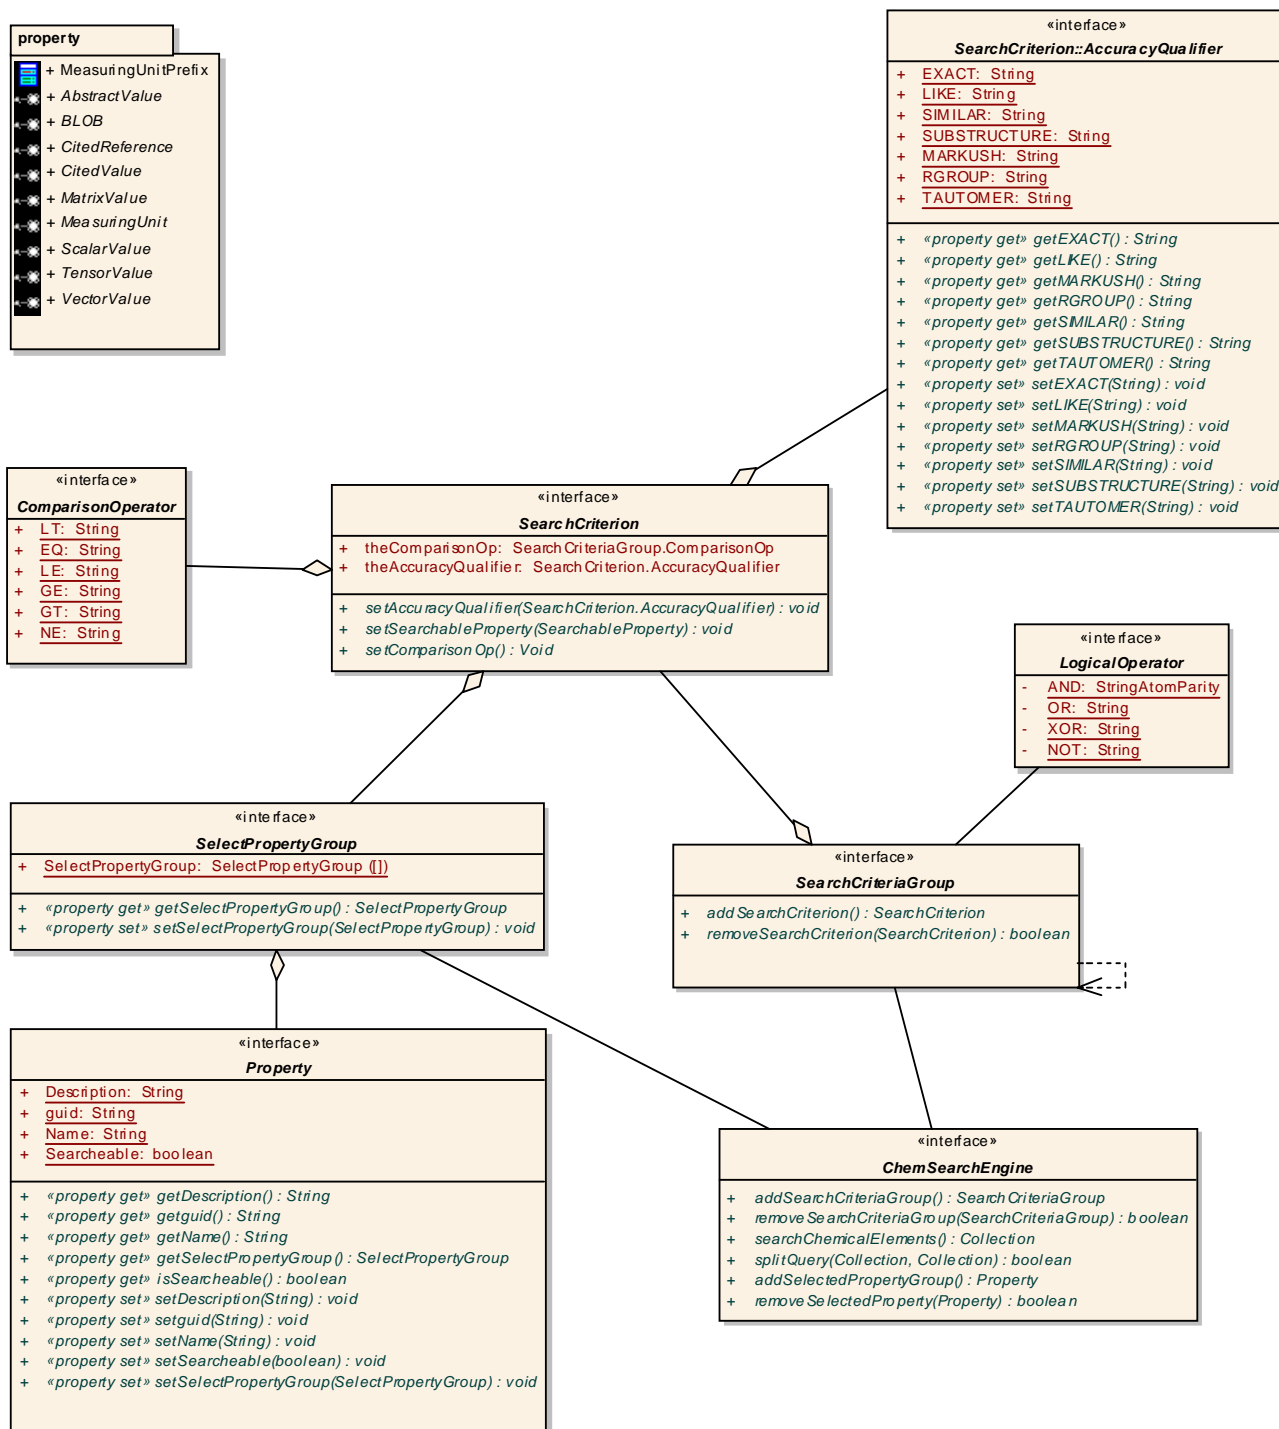 property
+ MeasuringUnitPrefix
+ AbstractValue
+ BLOB
+ CitedReference
+ CitedValue
+ MatrixValue
+ MeasuringUnit
+ ScalarValue
+ TensorValue
+ VectorValue
«interface»
SearchCriterion::AccuracyQualifier
+ EXACT: String
+ LIKE: String
+ SIMILAR: String
+ SUBSTRUCTURE: String
+ MARKUSH: String
+ RGROUP: String
+ TAUTOMER: String
+ «property get» getEXACT() : String
+ «property get» getLIKE() : String
+ «property get» getMARKUSH() : String
+ «property get» getRGROUP() : String
+ «property get» getSIMILAR() : String
+ «property get» getSUBSTRUCTURE() : String
+ «property get» getTAUTOMER() : String
+ «property set» setEXACT(String) : void
+ «property set» setLIKE(String) : void
+ «property set» setMARKUSH(String) : void
+ «property set» setRGROUP(String) : void
+ «property set» setSIMILAR(String) : void
+ «property set» setSUBSTRUCTURE(String) : void
+ «property set» setTAUTOMER(String) : void
«interface»
ComparisonOperator
+ LT: String
+ EQ: String
+ LE: String
+ GE: String
+ GT: String
+ NE: String
«interface»
SearchCriterion
+ theComparisonOp: SearchCriteriaGroup.ComparisonOp
+ theAccuracyQualifier: SearchCriterion.AccuracyQualifier
+ setAccuracyQualifier(SearchCriterion.AccuracyQualifier) : void
+ setSearchableProperty(SearchableProperty) : void
+ setComparisonOp() : Void
«interface»
LogicalOperator
- AND: StringAtomParity
- OR: String
- XOR: String
- NOT: String
«interface»
SelectPropertyGroup
+ SelectPropertyGroup: SelectPropertyGroup ([])
+ «property get» getSelectPropertyGroup() : SelectPropertyGroup
+ «property set» setSelectPropertyGroup(SelectPropertyGroup) : void
«interface»
SearchCriteriaGroup
+ addSearchCriterion() : SearchCriterion
+ removeSearchCriterion(SearchCriterion) : boolean
«interface»
Property
+ Description: String
+ guid: String
+ Name: String
+ Searcheable: boolean
+ «property get» getDescription() : String
+ «property get» getguid() : String
+ «property get» getName() : String
+ «property get» getSelectPropertyGroup() : SelectPropertyGroup
+ «property get» isSearcheable() : boolean
+ «property set» setDescription(String) : void
+ «property set» setguid(String) : void
+ «property set» setName(String) : void
+ «property set» setSearcheable(boolean) : void
+ «property set» setSelectPropertyGroup(SelectPropertyGroup) : void
«interface»
ChemSearchEngine
+ addSearchCriteriaGroup() : SearchCriteriaGroup
+ removeSearchCriteriaGroup(SearchCriteriaGroup) : boolean
+ searchChemicalElements() : Collection
+ splitQuery(Collection, Collection) : boolean
+ addSelectedPropertyGroup() : Property
+ removeSelectedProperty(Property) : boolean